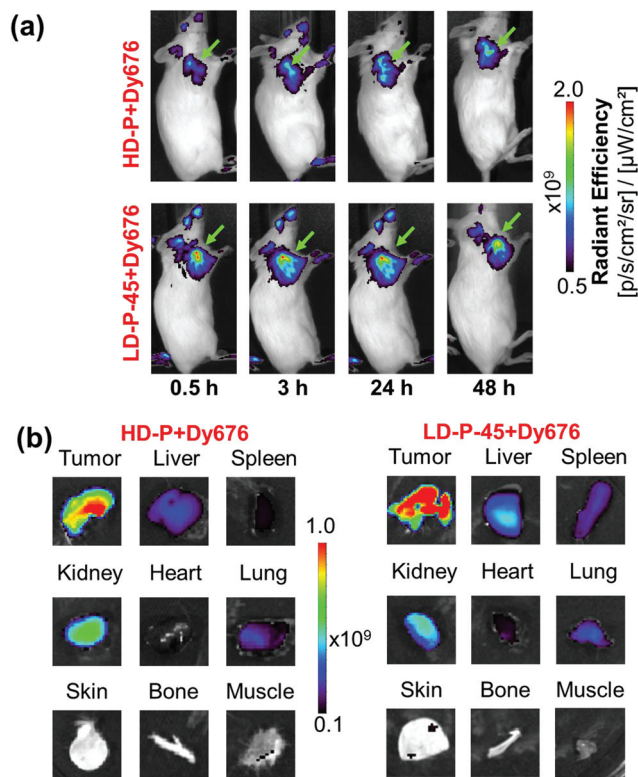 (a)
HD-P+Dy676
LD-P-45+Dy676
0.5 h 3 h 24 h 48 h
2.0
x10⁹
0.5
Radiant Efficiency
[p/s/cm²/sr] / [µW/cm²]
(b)
HD-P+Dy676
Tumor Liver Spleen
Kidney Heart Lung
Skin Bone Muscle
1.0
x10⁹
0.1
LD-P-45+Dy676
Tumor Liver Spleen
Kidney Heart Lung
Skin Bone Muscle